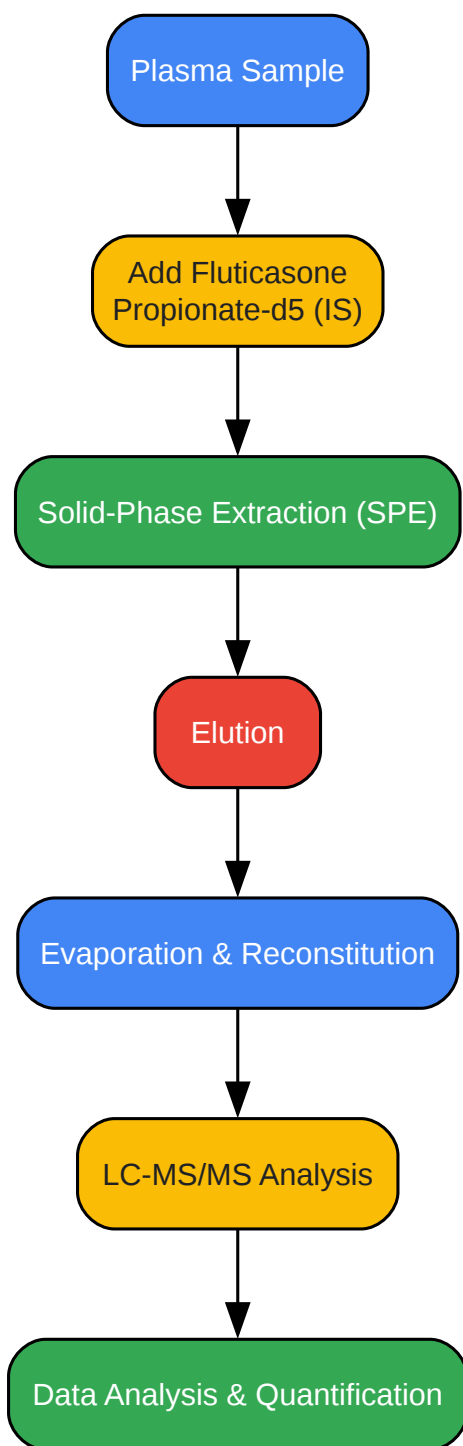 Plasma Sample
Add Fluticasone
Propionate-d5 (IS)
Solid-Phase Extraction (SPE)
Elution
Evaporation & Reconstitution
LC-MS/MS Analysis
Data Analysis & Quantification